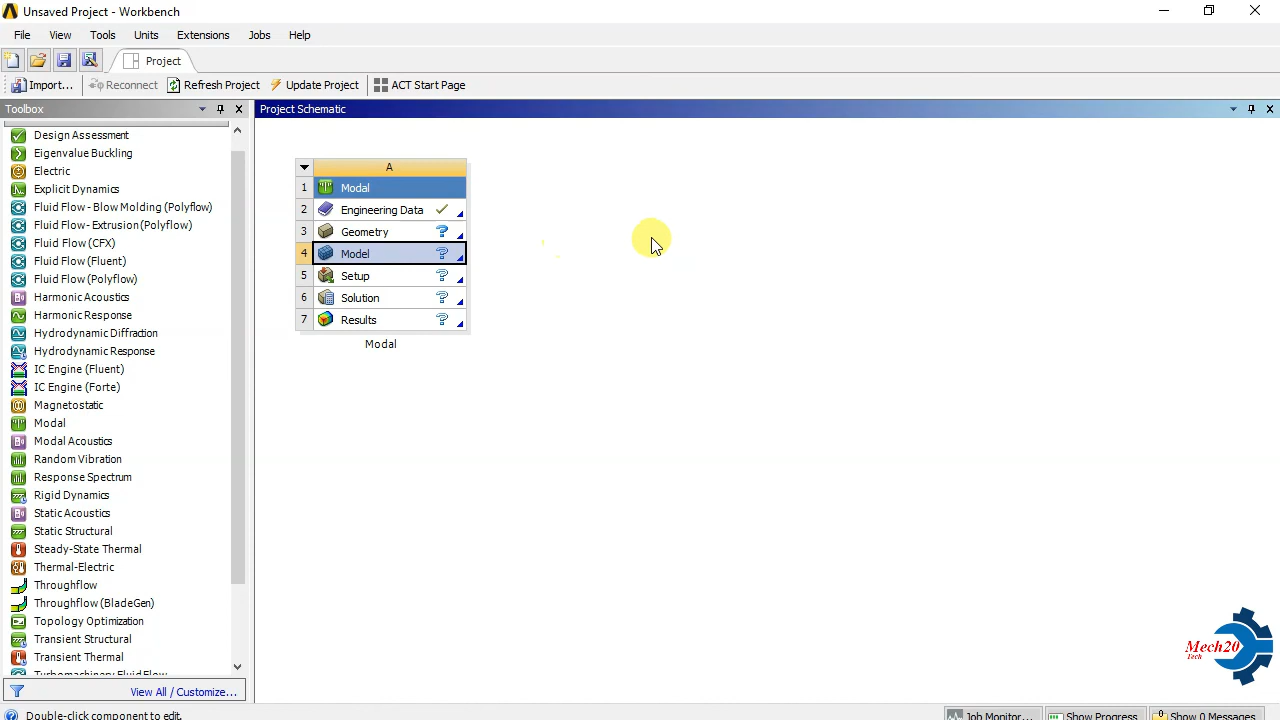 Unsaved Project - Workbench
File View Tools Units Extensions Jobs Help
Project
Import... Reconnect Refresh Project Update Project ACT Start Page
Toolbox
Project Schematic
Design Assessment
Eigenvalue Buckling
Electric
Explicit Dynamics
Fluid Flow - Blow Molding (Polyflow)
Fluid Flow - Extrusion (Polyflow)
Fluid Flow (CFX)
Fluid Flow (Fluent)
Fluid Flow (Polyflow)
Harmonic Acoustics
Harmonic Response
Hydrodynamic Diffraction
Hydrodynamic Response
IC Engine (Fluent)
IC Engine (Forte)
Magnetostatic
Modal
Modal Acoustics
Random Vibration
Response Spectrum
Rigid Dynamics
Static Acoustics
Static Structural
Steady-State Thermal
Thermal-Electric
Throughflow
Throughflow (BladeGen)
Topology Optimization
Transient Structural
Transient Thermal
Turbomachinery Fluid Flow
View All / Customize...
A
1 Modal
2 Engineering Data
3 Geometry ?
4 Model ?
5 Setup ?
6 Solution ?
7 Results ?
Modal
Mech20
Tech
Double-click component to edit.
Job Monitor... Show Progress Show 0 Messages